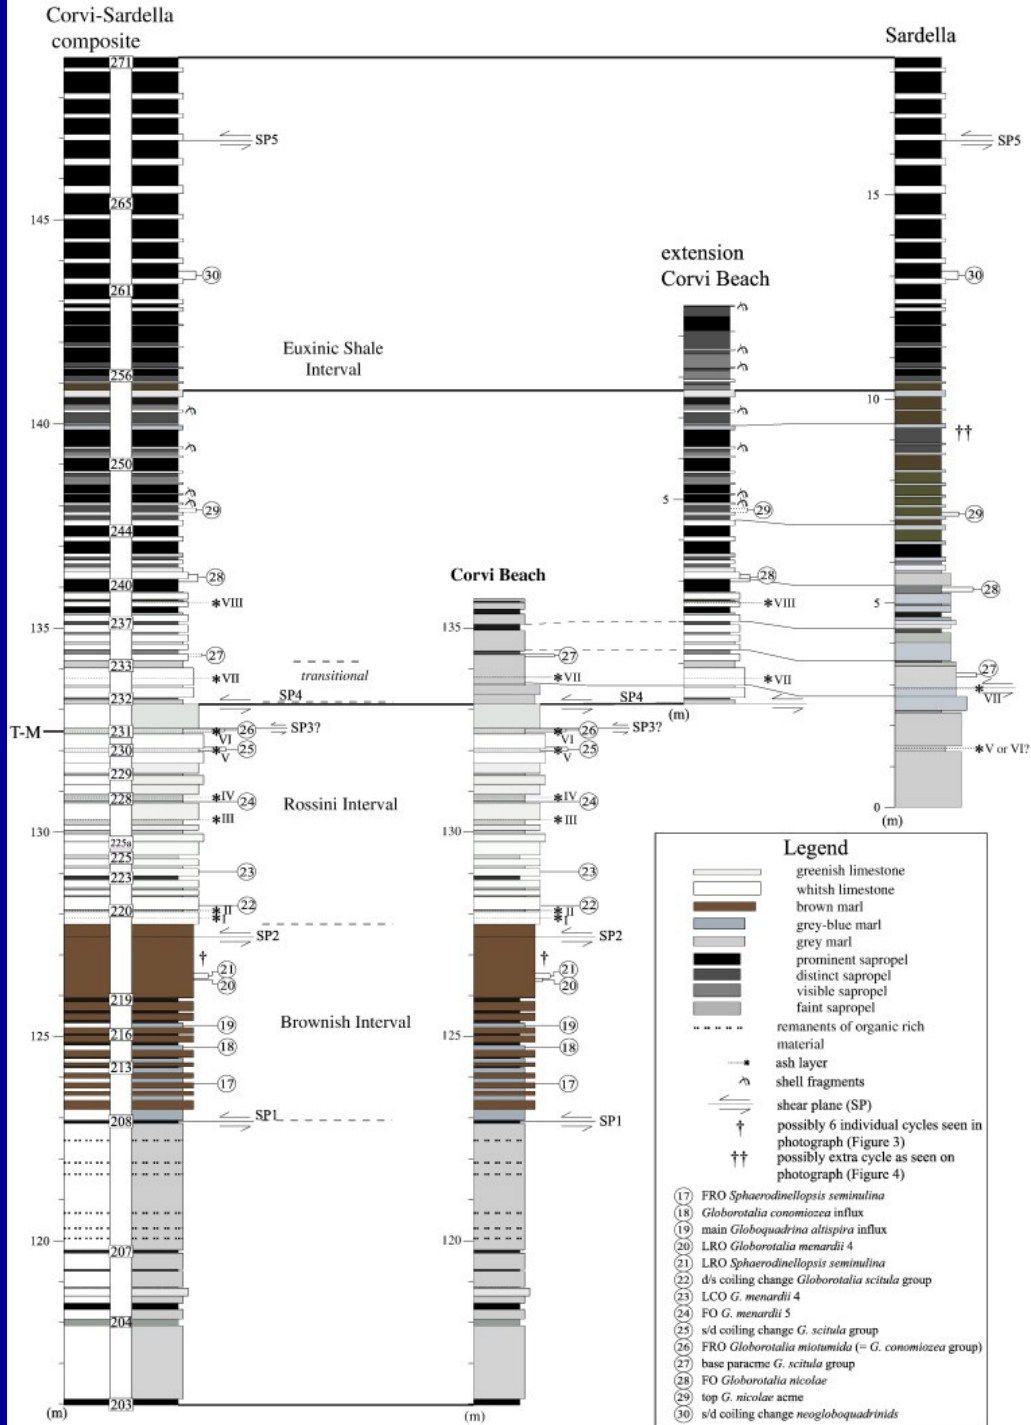 Corvi-Sardella
composite
Sardella
271
SP5
SP5
265
15
145
30
30
261
extension
Corvi Beach
Euxinic Shale
Interval
256
10
140
††
250
5
29
29
29
244
Corvi Beach
28
28
28
240
VIII
VIII
5
237
135
135
27
27
27
233
transitional
VII
VII
VII
VII
232
SP4
SP4
(m)
T-M
231
26
SP3?
26
SP3?
VI
VI
230
25
25
V
V
V or VI?
229
IV
IV
228
24
Rossini Interval
24
III
III
0
(m)
130
130
225a
225
23
23
223
22
22
220
II
II
I
I
SP2
SP2
†
†
21
21
20
20
219
19
Brownish Interval
19
125
125
216
18
18
213
17
17
SP1
SP1
208
120
120
207
204
203
(m)
(m)
Legend
greenish limestone
whitsh limestone
brown marl
grey-blue marl
grey marl
prominent sapropel
distinct sapropel
visible sapropel
faint sapropel
remanents of organic rich
material
ash layer
shell fragments
shear plane (SP)
† possibly 6 individual cycles seen in
photograph (Figure 3)
†† possibly extra cycle as seen on
photograph (Figure 4)
17 FRO Sphaerodinellopsis seminulina
18 Globorotalia conomiozea influx
19 main Globoquadrina altispira influx
20 LRO Globorotalia menardii 4
21 LRO Sphaerodinellopsis seminulina
22 d/s coiling change Globorotalia scitula group
23 LCO G. menardii 4
24 FO G. menardii 5
25 s/d coiling change G. scitula group
26 FRO Globorotalia miotumida (= G. conomiozea group)
27 base paracme G. scitula group
28 FO Globorotalia nicolae
29 top G. nicolae acme
30 s/d coiling change neogloboquadrinids